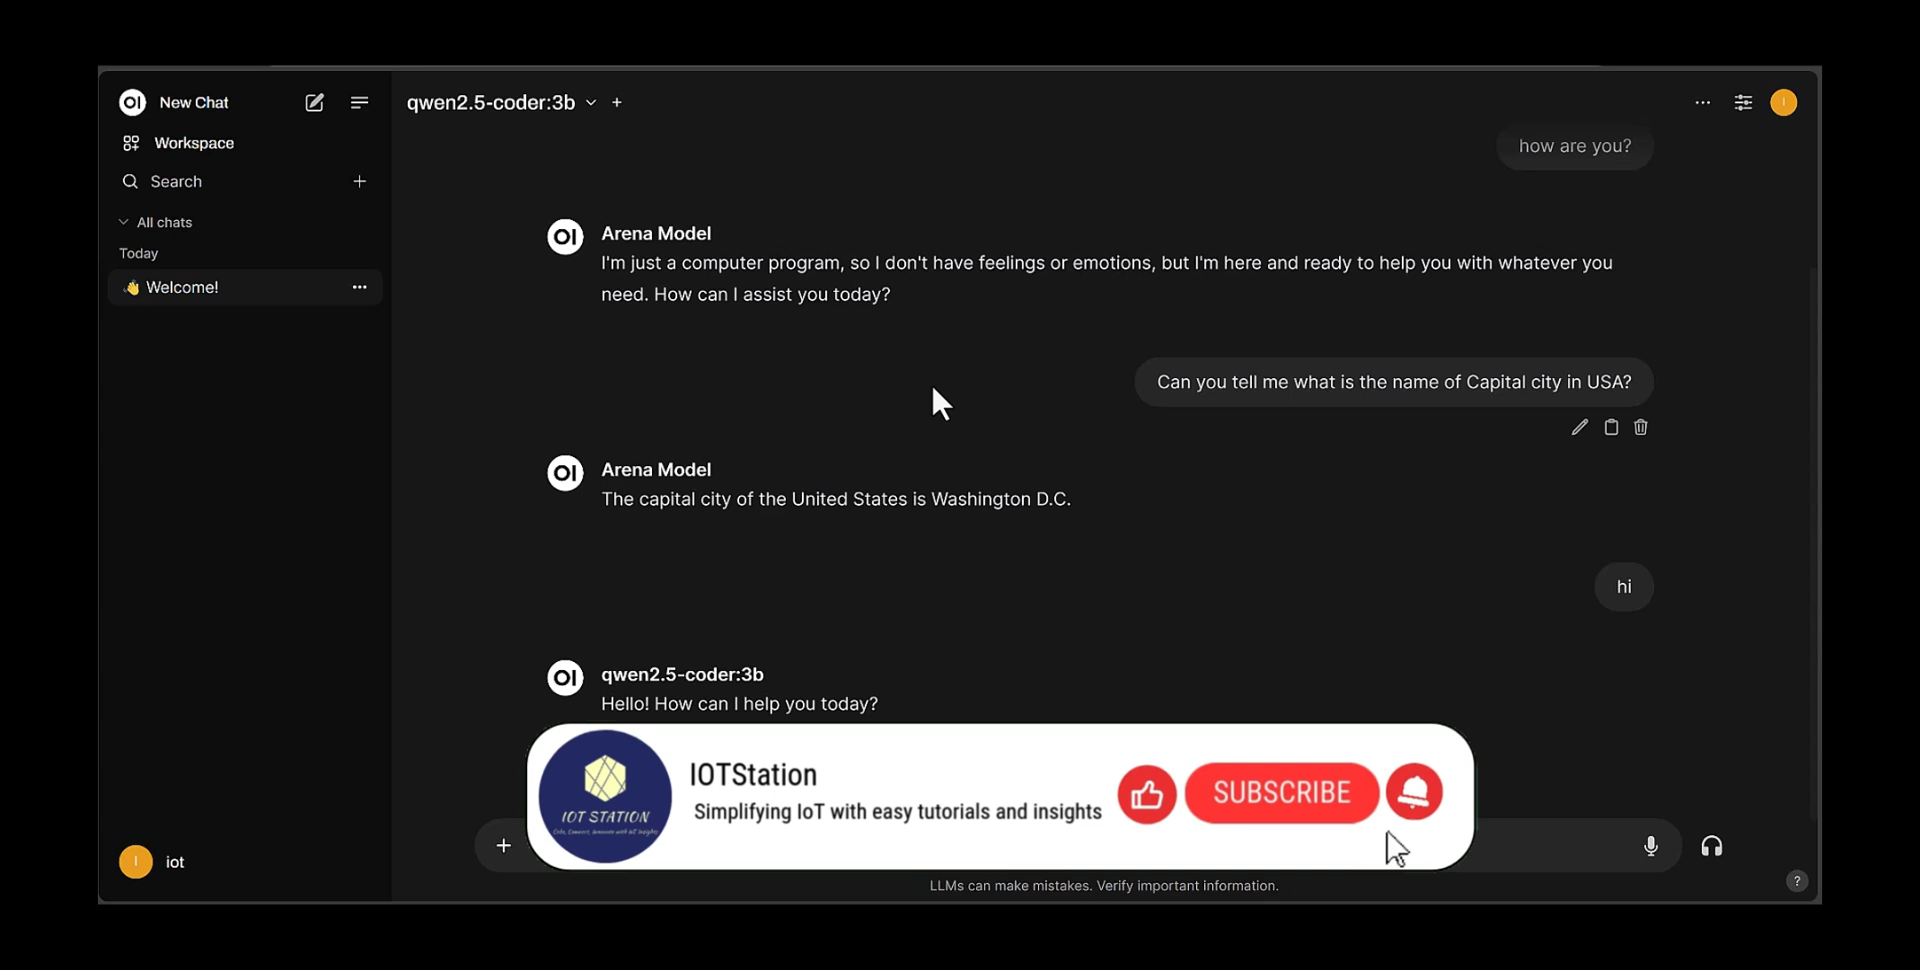 OI New Chat
Workspace
Search
All chats
Today
👋 Welcome!
I iot
qwen2.5-coder:3b
I
how are you?
OI Arena Model
I'm just a computer program, so I don't have feelings or emotions, but I'm here and ready to help you with whatever you
need. How can I assist you today?
Can you tell me what is the name of Capital city in USA?
OI Arena Model
The capital city of the United States is Washington D.C.
hi
OI qwen2.5-coder:3b
Hello! How can I help you today?
IOT STATION
IOTStation
Simplifying IoT with easy tutorials and insights
SUBSCRIBE
LLMs can make mistakes. Verify important information.
?